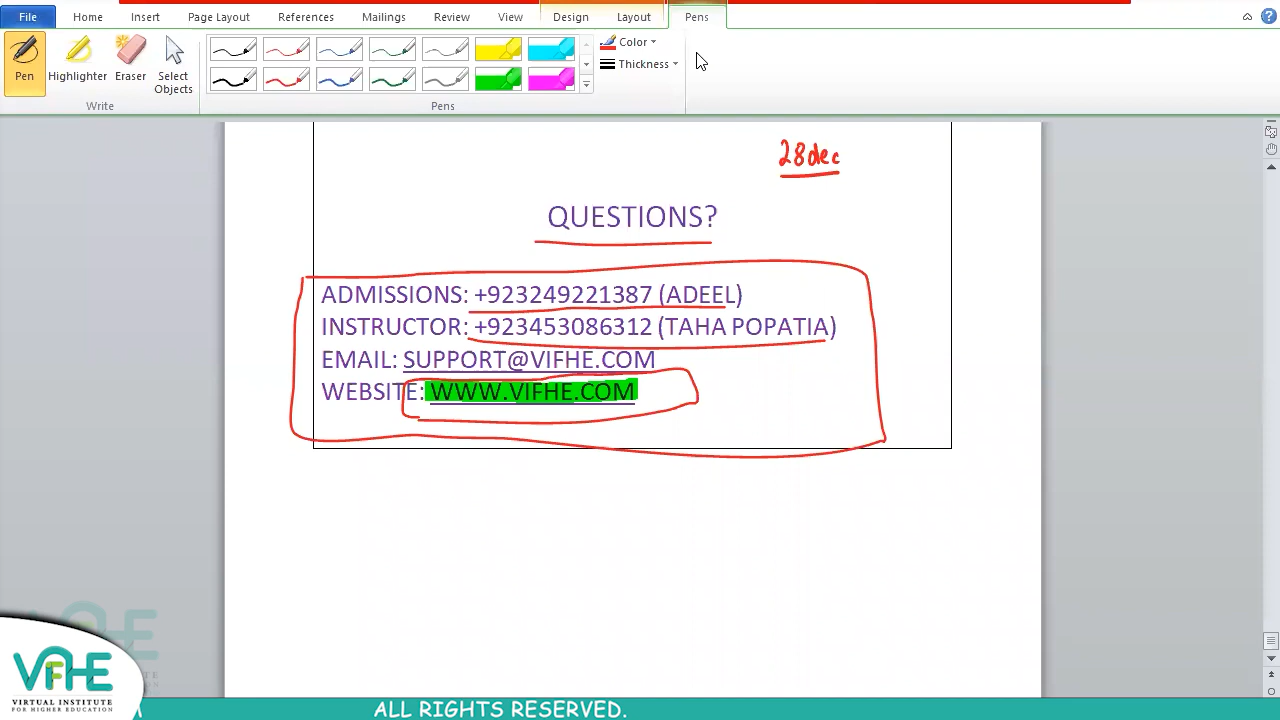 File Home Insert Page Layout References Mailings Review View Design Layout Pens
Pen Highlighter Eraser Select Objects
Color
Thickness
Write Pens
28dec
QUESTIONS?
ADMISSIONS: +923249221387 (ADEEL)
INSTRUCTOR: +923453086312 (TAHA POPATIA)
EMAIL: SUPPORT@VIFHE.COM
WEBSITE: WWW.VIFHE.COM
VIFHE
VIRTUAL INSTITUTE
FOR HIGHER EDUCATION
ALL RIGHTS RESERVED.